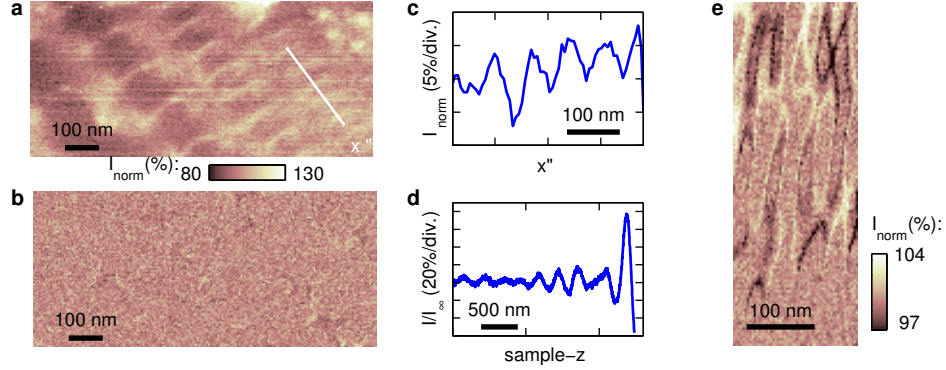 a
100 nm
x"
I_norm(%): 80 130
b
100 nm
c
I_norm (5%/div.)
100 nm
x"
d
I/I_∞ (20%/div.)
500 nm
sample−z
e
100 nm
I_norm(%):
104
97